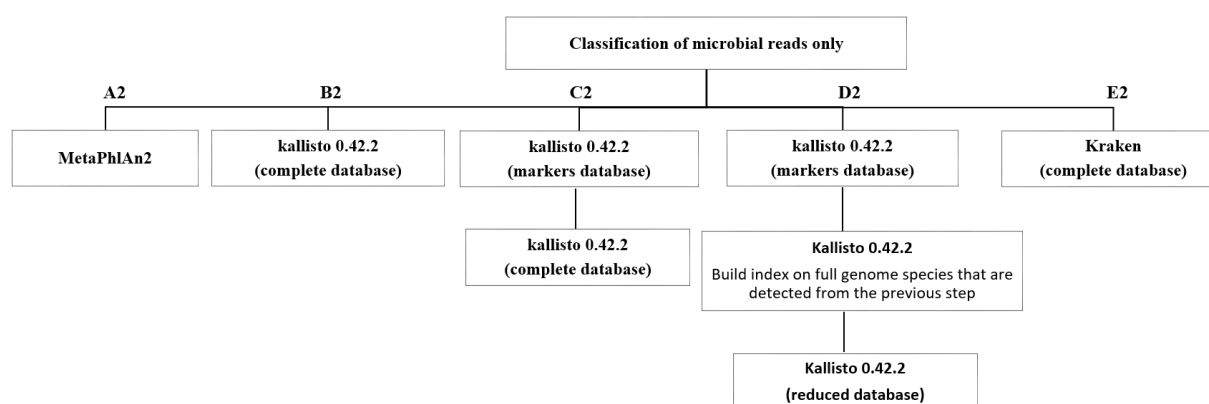 Classification of microbial reads only
A2
B2
C2
D2
E2
MetaPhlAn2
kallisto 0.42.2
(complete database)
kallisto 0.42.2
(markers database)
kallisto 0.42.2
(markers database)
Kraken
(complete database)
kallisto 0.42.2
(complete database)
Kallisto 0.42.2
Build index on full genome species that are
detected from the previous step
Kallisto 0.42.2
(reduced database)